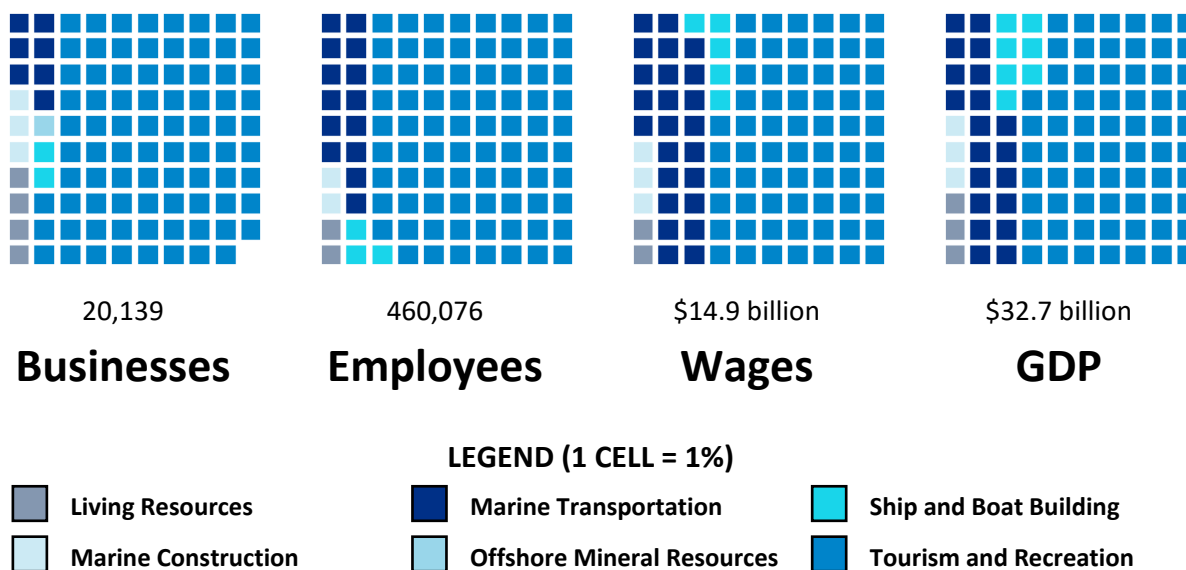 20,139 460,076 $14.9 billion $32.7 billion
Businesses Employees Wages GDP
LEGEND (1 CELL = 1%)
Living Resources Marine Transportation Ship and Boat Building
Marine Construction Offshore Mineral Resources Tourism and Recreation